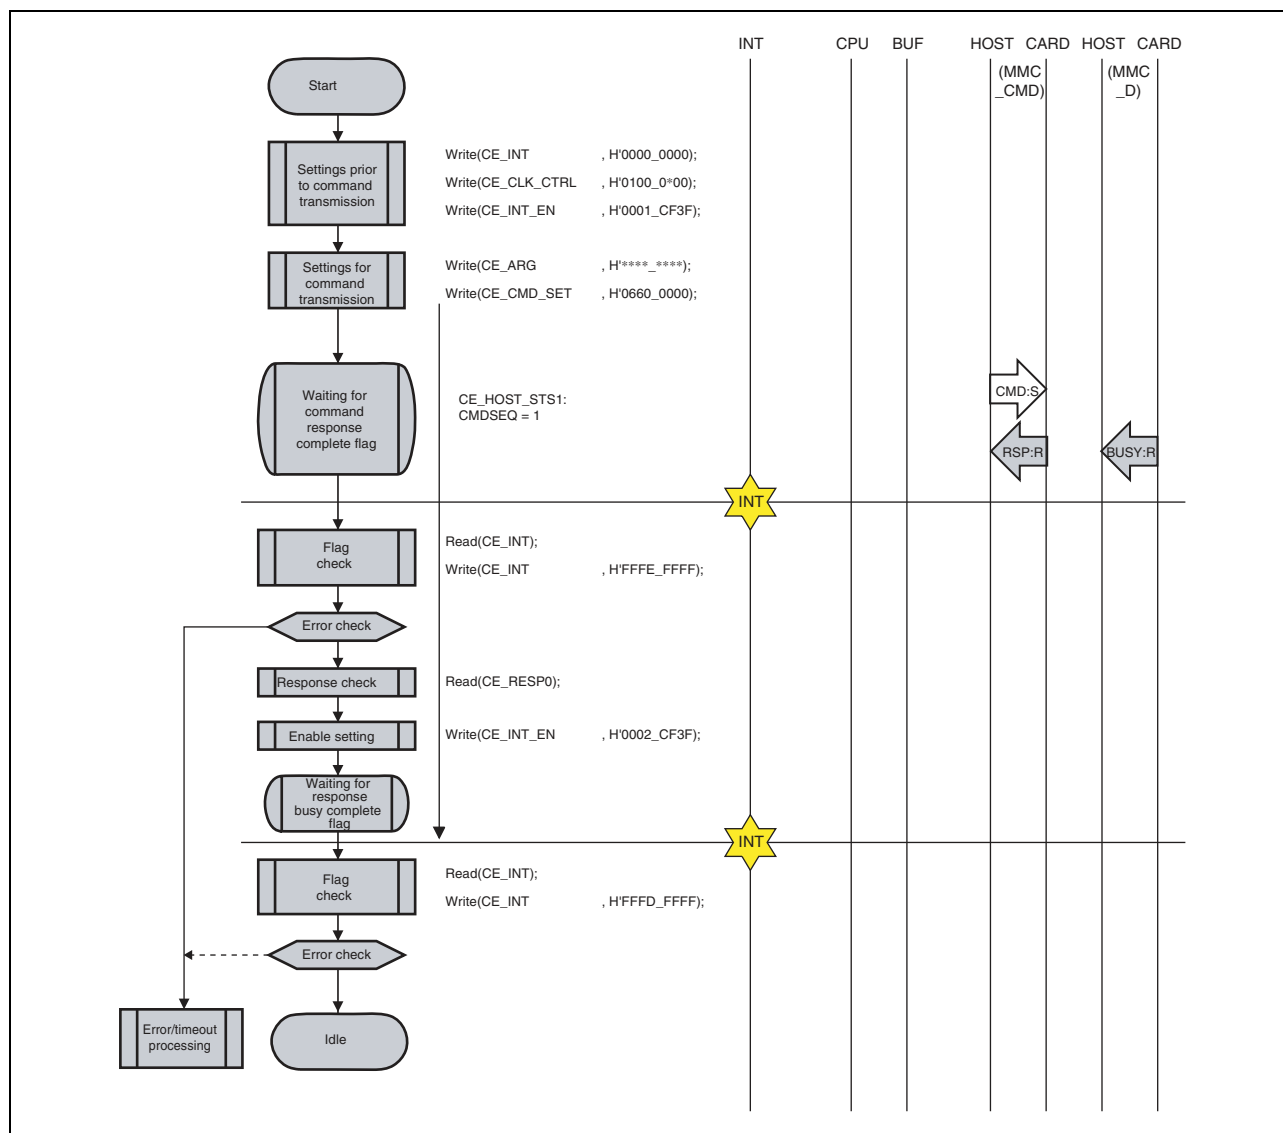 INT CPU BUF HOST CARD HOST CARD
(MMC
_CMD)
(MMC
_D)
Start
Settings prior
to command
transmission
Write(CE_INT , H'0000_0000);
Write(CE_CLK_CTRL , H'0100_0*00);
Write(CE_INT_EN , H'0001_CF3F);
Settings for
command
transmission
Write(CE_ARG , H'****_****);
Write(CE_CMD_SET , H'0660_0000);
Waiting for
command
response
complete flag
CE_HOST_STS1:
CMDSEQ = 1
CMD:S
RSP:R
BUSY:R
INT
Flag
check
Read(CE_INT);
Write(CE_INT , H'FFFE_FFFF);
Error check
Response check
Read(CE_RESP0);
Enable setting
Write(CE_INT_EN , H'0002_CF3F);
Waiting for
response
busy complete
flag
INT
Flag
check
Read(CE_INT);
Write(CE_INT , H'FFFD_FFFF);
Error check
Error/timeout
processing
Idle